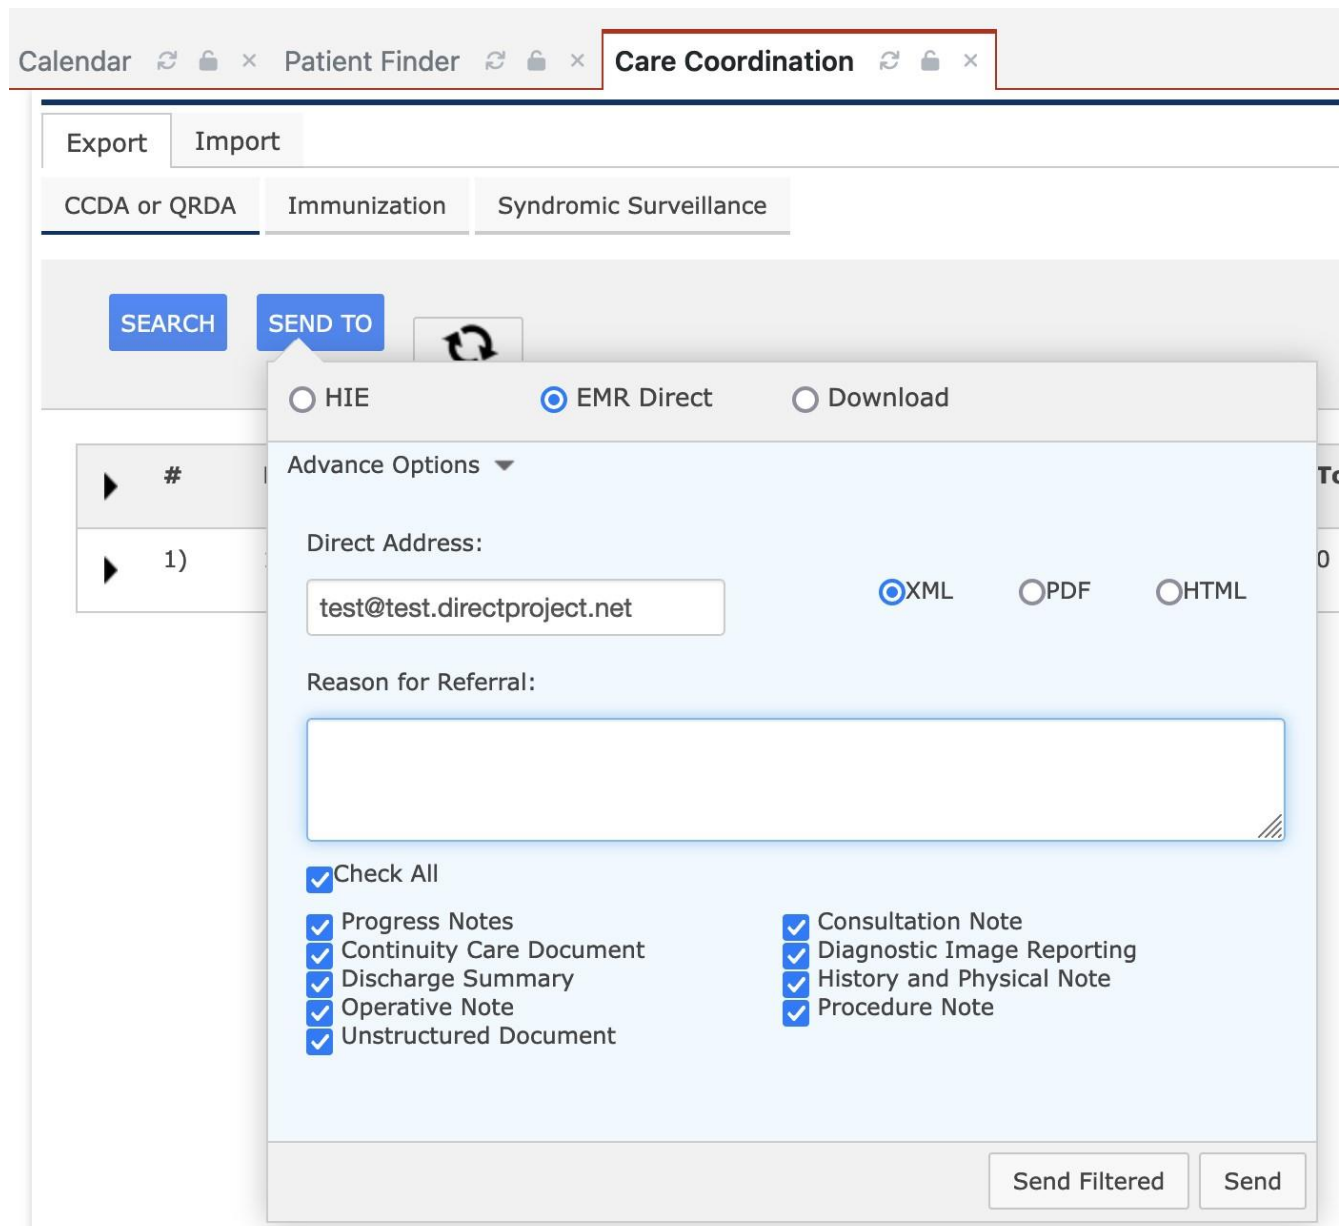 Calendar Patient Finder Care Coordination
Export Import
CCDA or QRDA Immunization Syndromic Surveillance
SEARCH SEND TO
HIE EMR Direct Download
Advance Options
#
1)
Direct Address:
test@test.directproject.net XML PDF HTML
Reason for Referral:
Check All
Progress Notes Consultation Note
Continuity Care Document Diagnostic Image Reporting
Discharge Summary History and Physical Note
Operative Note Procedure Note
Unstructured Document
Send Filtered Send